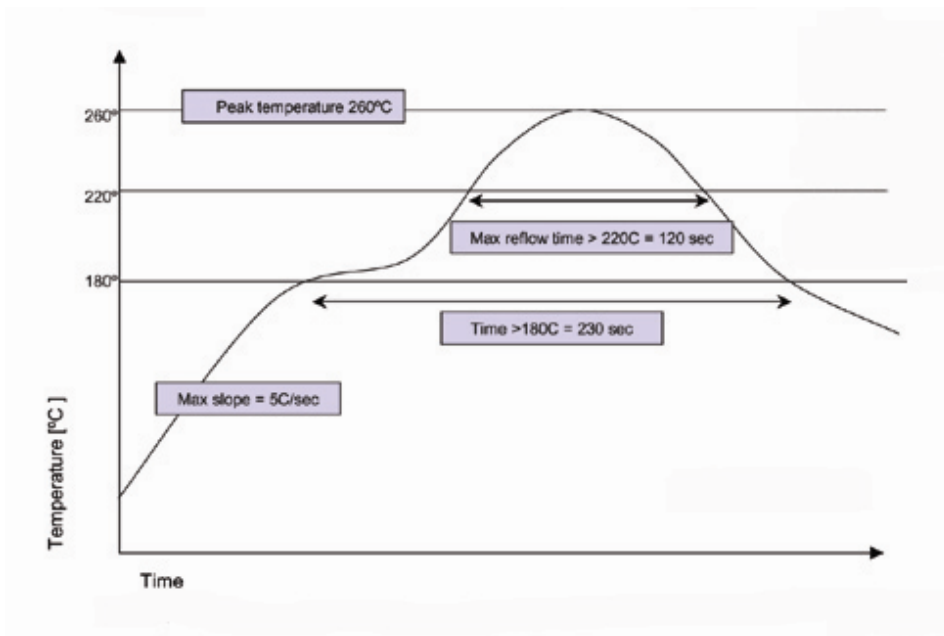 Peak temperature 260ºC
260º
220º
Max reflow time > 220C = 120 sec
180º
Time >180C = 230 sec
Max slope = 5C/sec
Temperature [ºC ]
Time